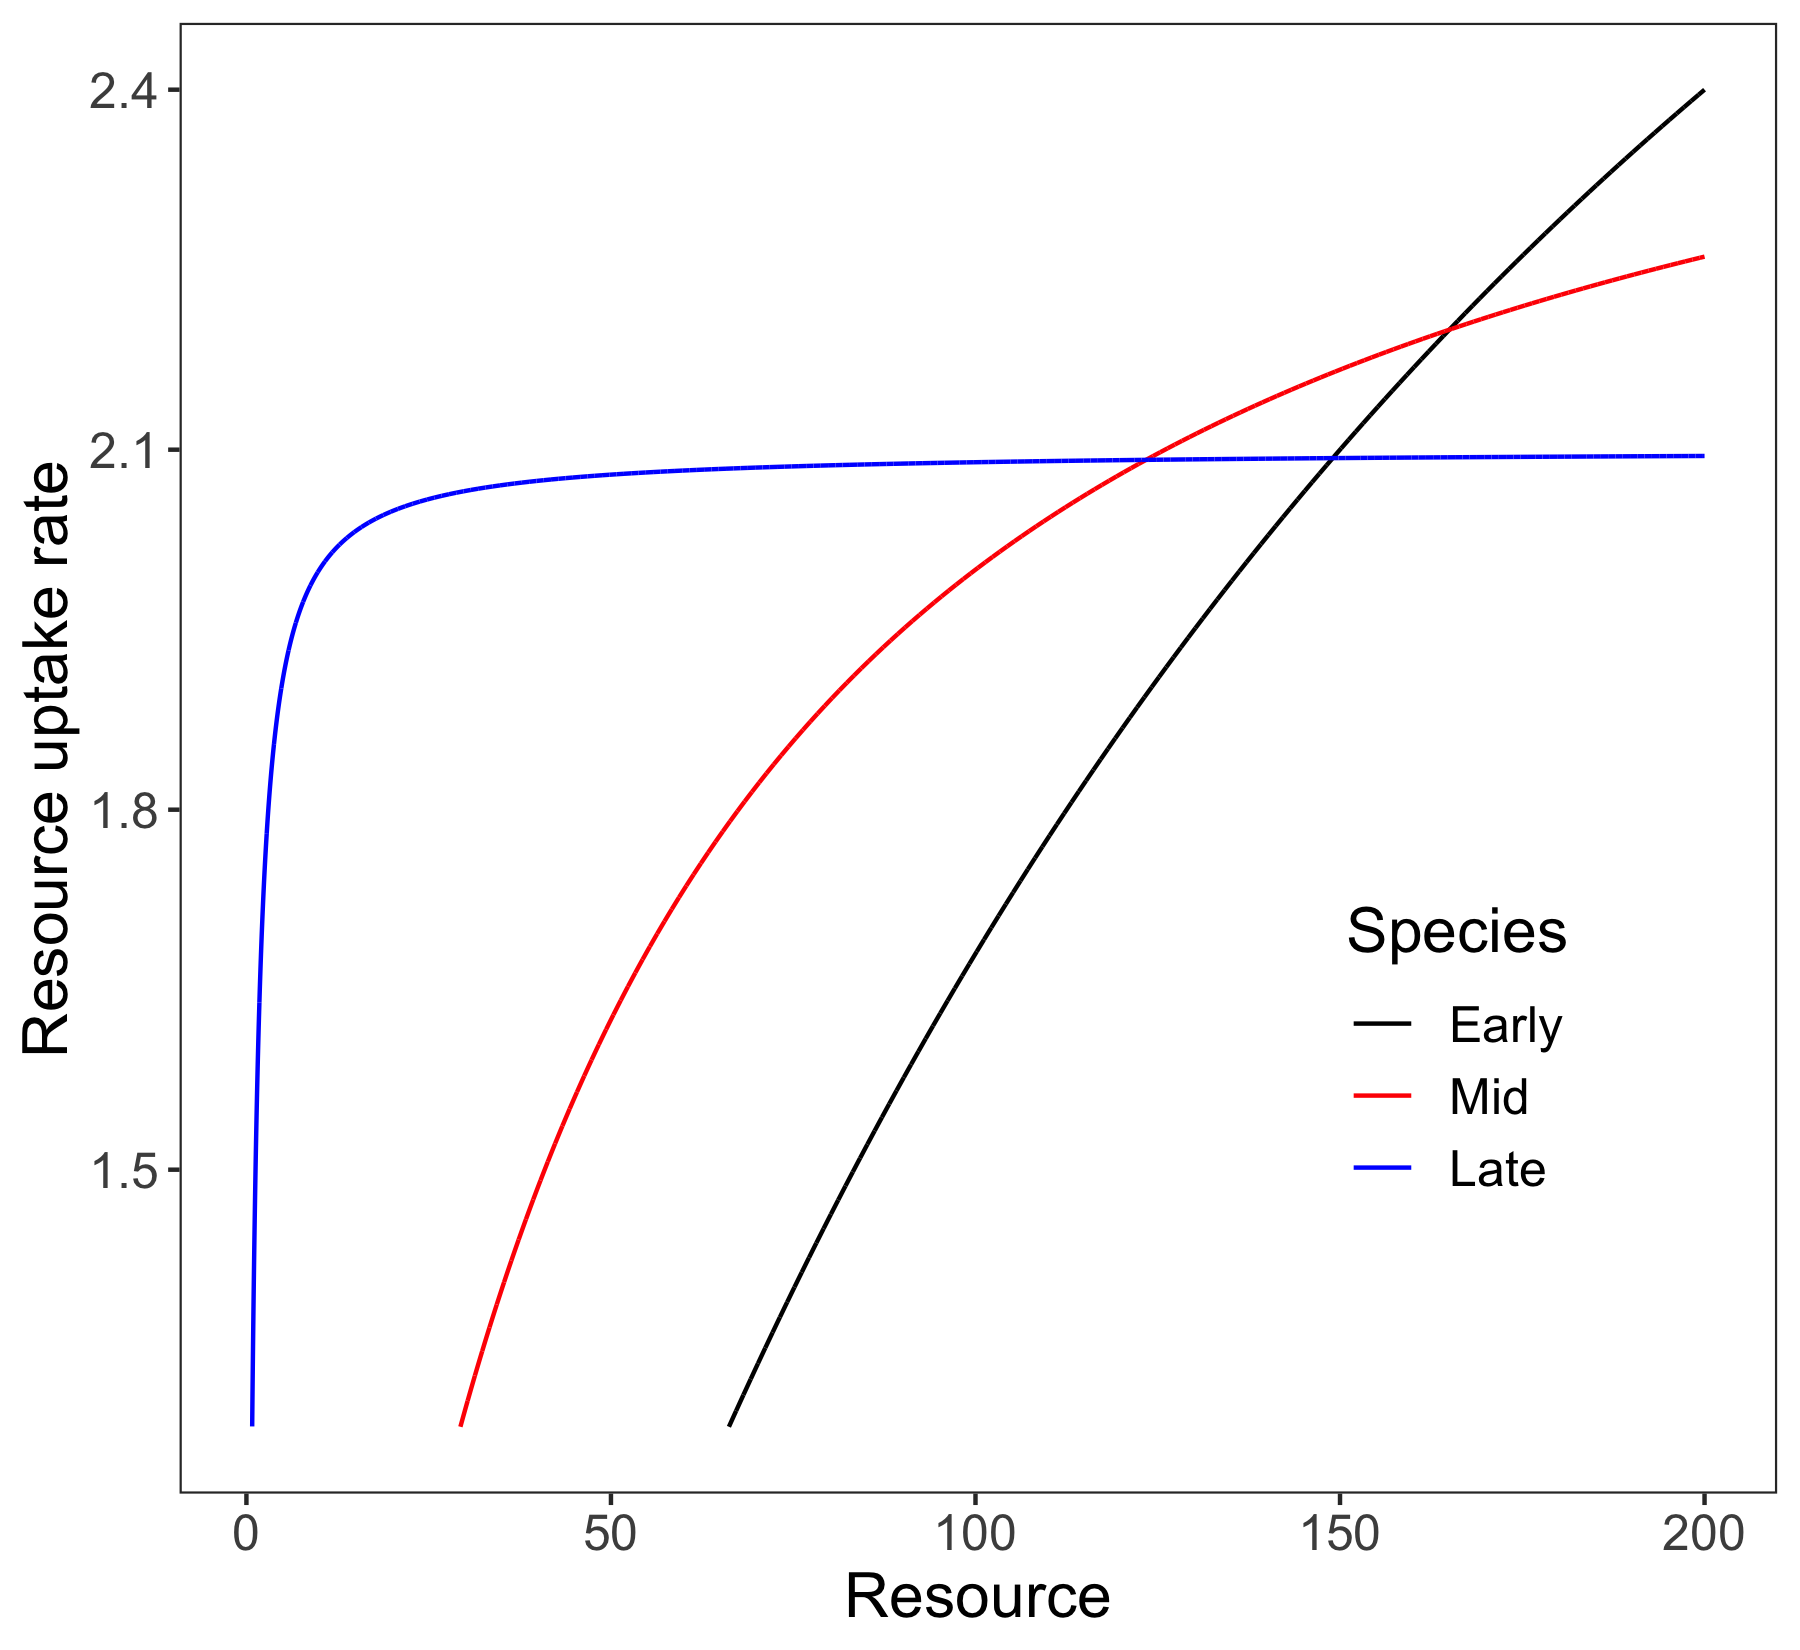 2.4
2.1
1.8
1.5
Resource uptake rate
Species
Early
Mid
Late
0 50 100 150 200
Resource